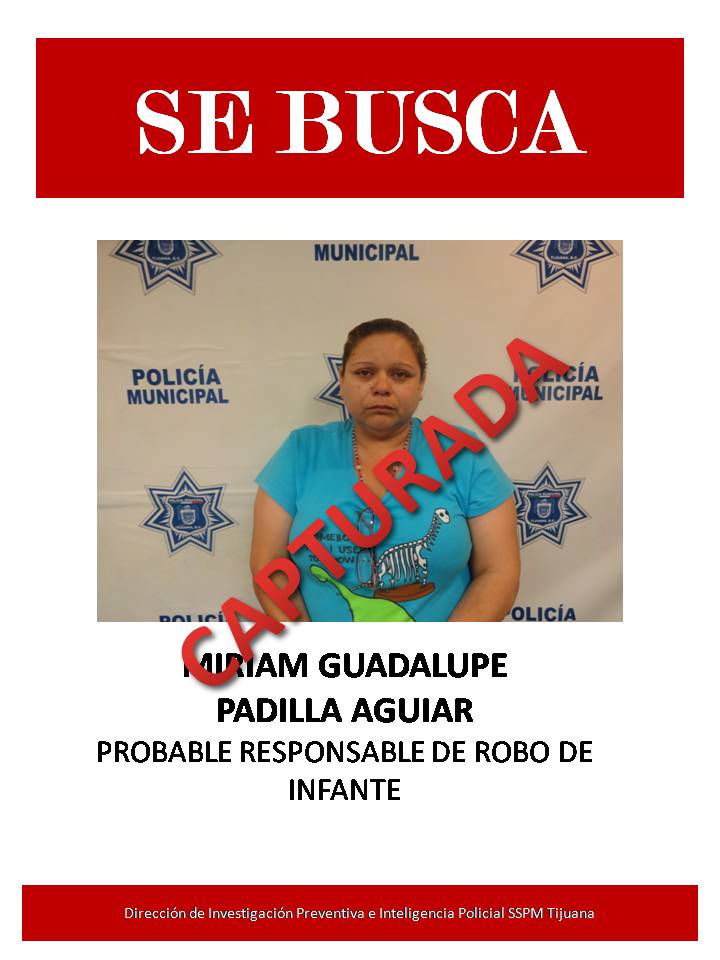 SE BUSCA
MUNICIPAL
POLICÍA
MUNICIPAL
POLICÍA
MUNICIPAL
CAPTURADA
I USE
POLICÍA
POLICÍA
MIRIAM GUADALUPE
PADILLA AGUIAR
PROBABLE RESPONSABLE DE ROBO DE
INFANTE
Dirección de Investigación Preventiva e Inteligencia Policial SSPM Tijuana